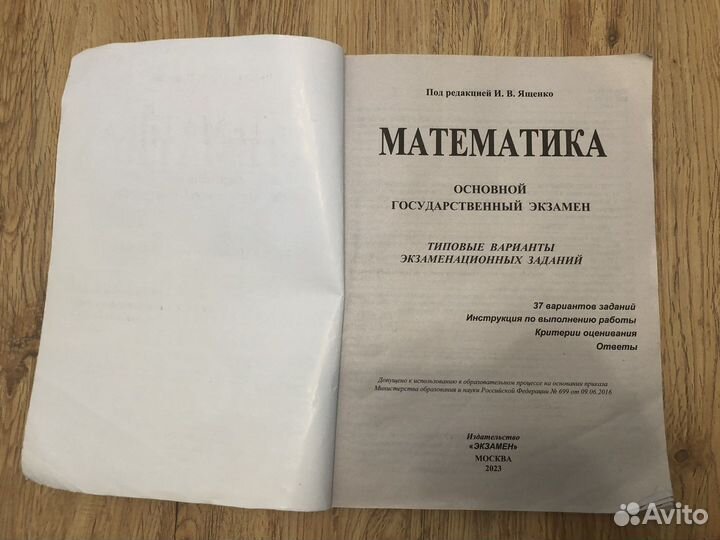 Под редакцией И. В. Ященко
МАТЕМАТИКА
ОСНОВНОЙ
ГОСУДАРСТВЕННЫЙ ЭКЗАМЕН
ТИПОВЫЕ ВАРИАНТЫ
ЭКЗАМЕНАЦИОННЫХ ЗАДАНИЙ
37 вариантов заданий
Инструкция по выполнению работы
Критерии оценивания
Ответы
Допущено к использованию в образовательном процессе на основании приказа
Министерства образования и науки Российской Федерации № 699 от 09.06.2016
Издательство
«ЭКЗАМЕН»
МОСКВА
2023
Avito